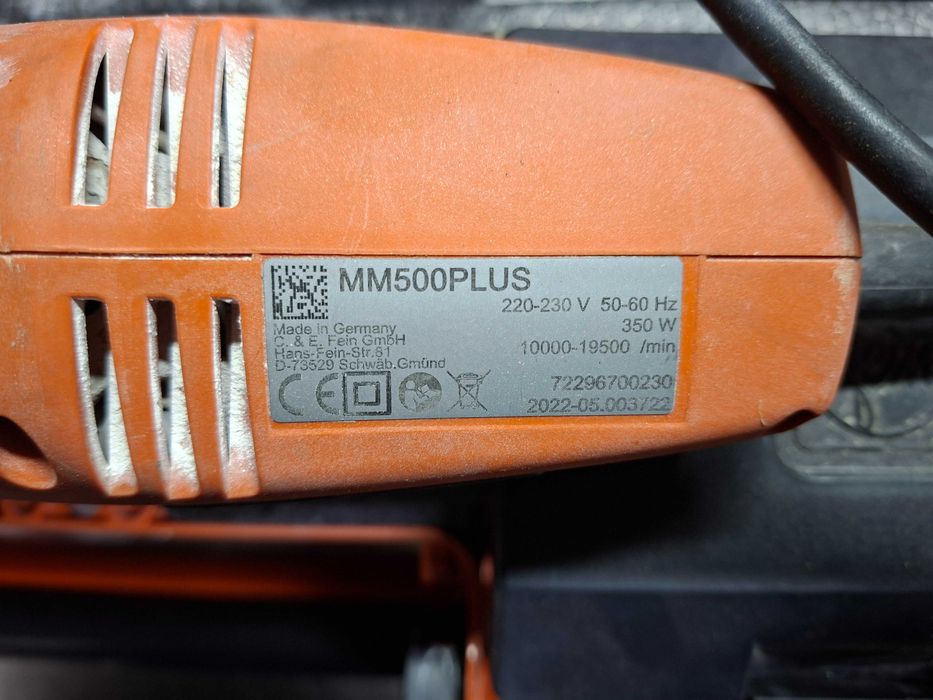 MM500PLUS
220-230 V 50-60 Hz
350 W
10000-19500 /min
Made in Germany
C. & E. Fein GmbH
Hans-Fein-Str.81
D-73529 Schwäb.Gmünd
CE
72296700230
2022-05.003722